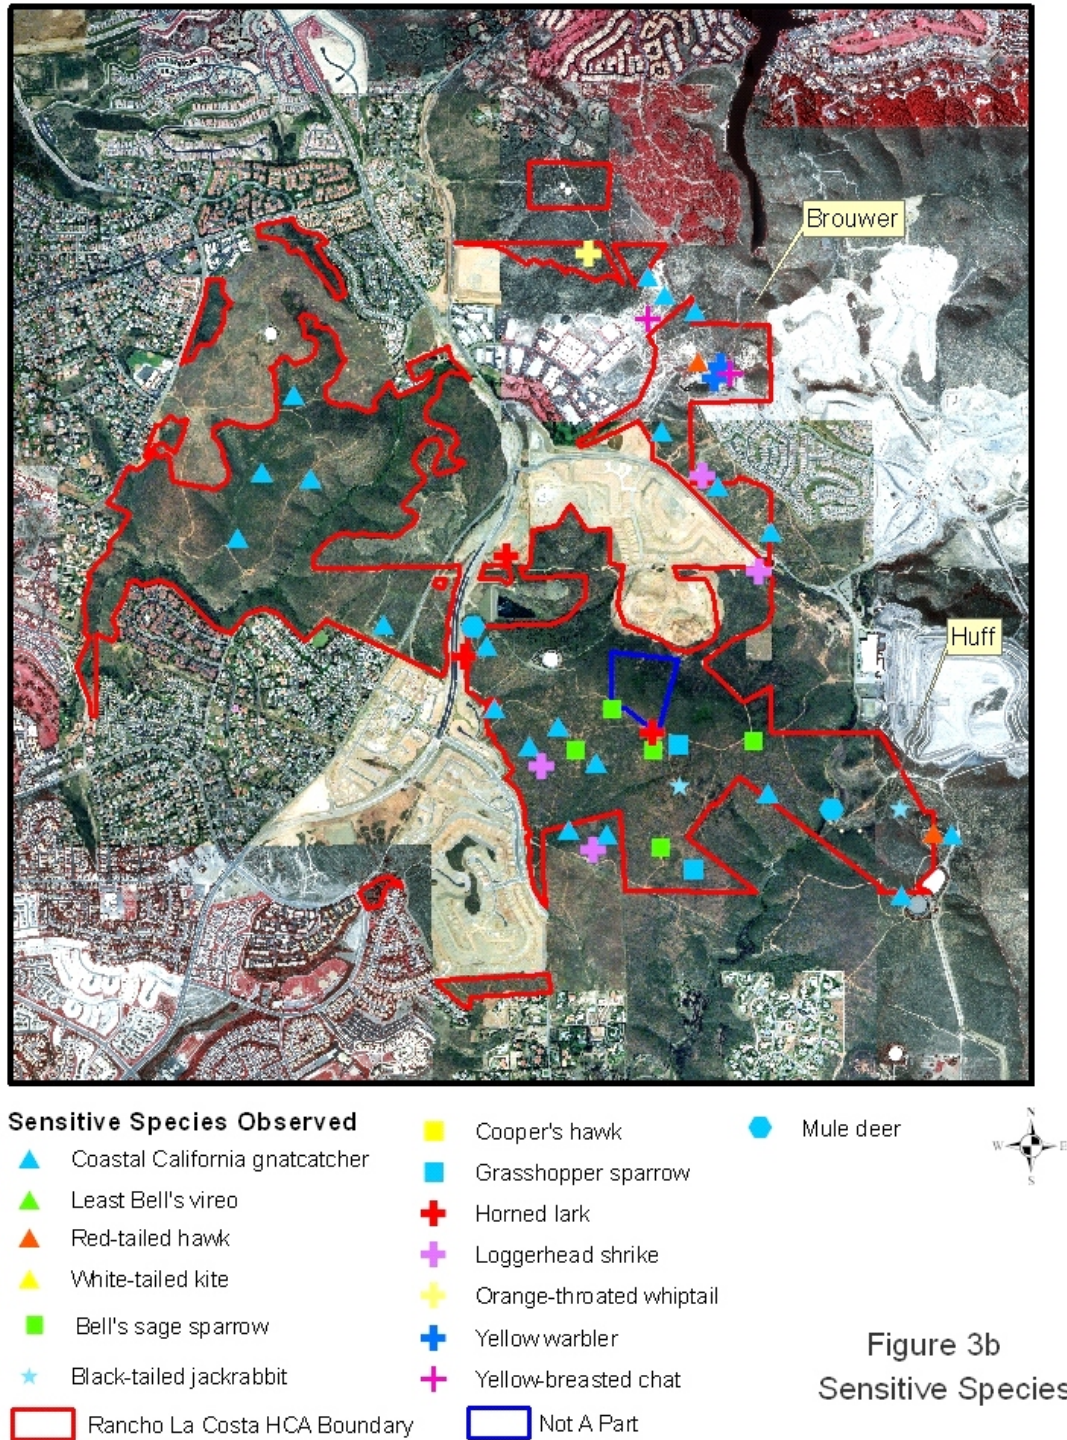 Brouwer
Huff
Sensitive Species Observed
Coastal California gnatcatcher
Least Bell's vireo
Red-tailed hawk
White-tailed kite
Bell's sage sparrow
Black-tailed jackrabbit
Rancho La Costa HCA Boundary
Cooper's hawk
Grasshopper sparrow
Horned lark
Loggerhead shrike
Orange-throated whiptail
Yellow warbler
Yellow-breasted chat
Not A Part
Mule deer
N
W
E
S
Figure 3b
Sensitive Species